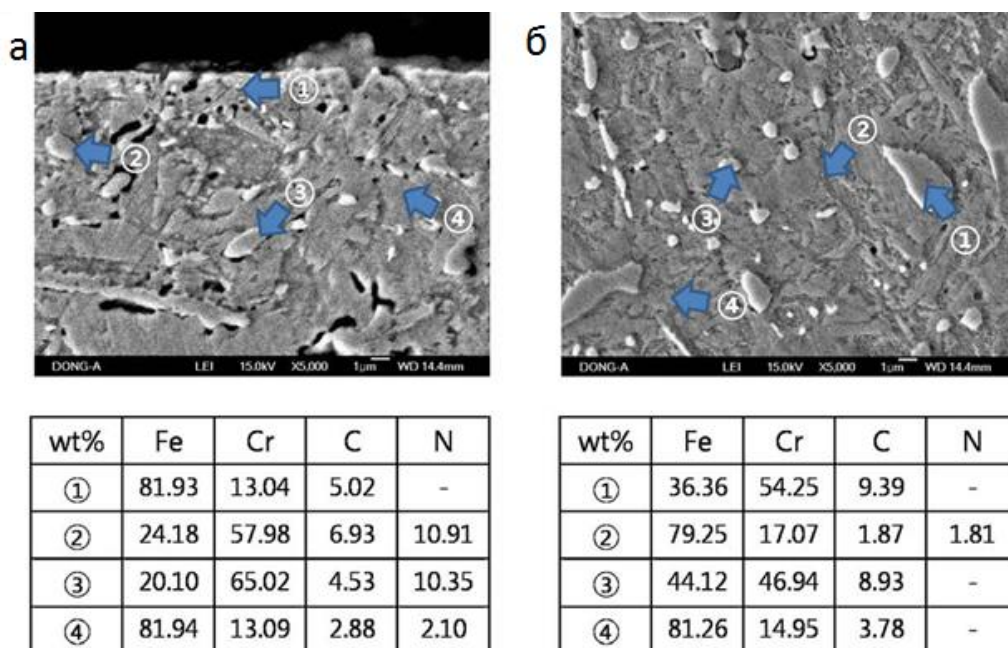 а
①
②
③
④
DONG-A LEI 15.0kV X5,000 1μm WD 14.4mm
б
②
③
①
④
DONG-A LEI 15.0kV X5,000 1μm WD 14.4mm
wt% Fe Cr C N
① 81.93 13.04 5.02 -
② 24.18 57.98 6.93 10.91
③ 20.10 65.02 4.53 10.35
④ 81.94 13.09 2.88 2.10
wt% Fe Cr C N
① 36.36 54.25 9.39 -
② 79.25 17.07 1.87 1.81
③ 44.12 46.94 8.93 -
④ 81.26 14.95 3.78 -